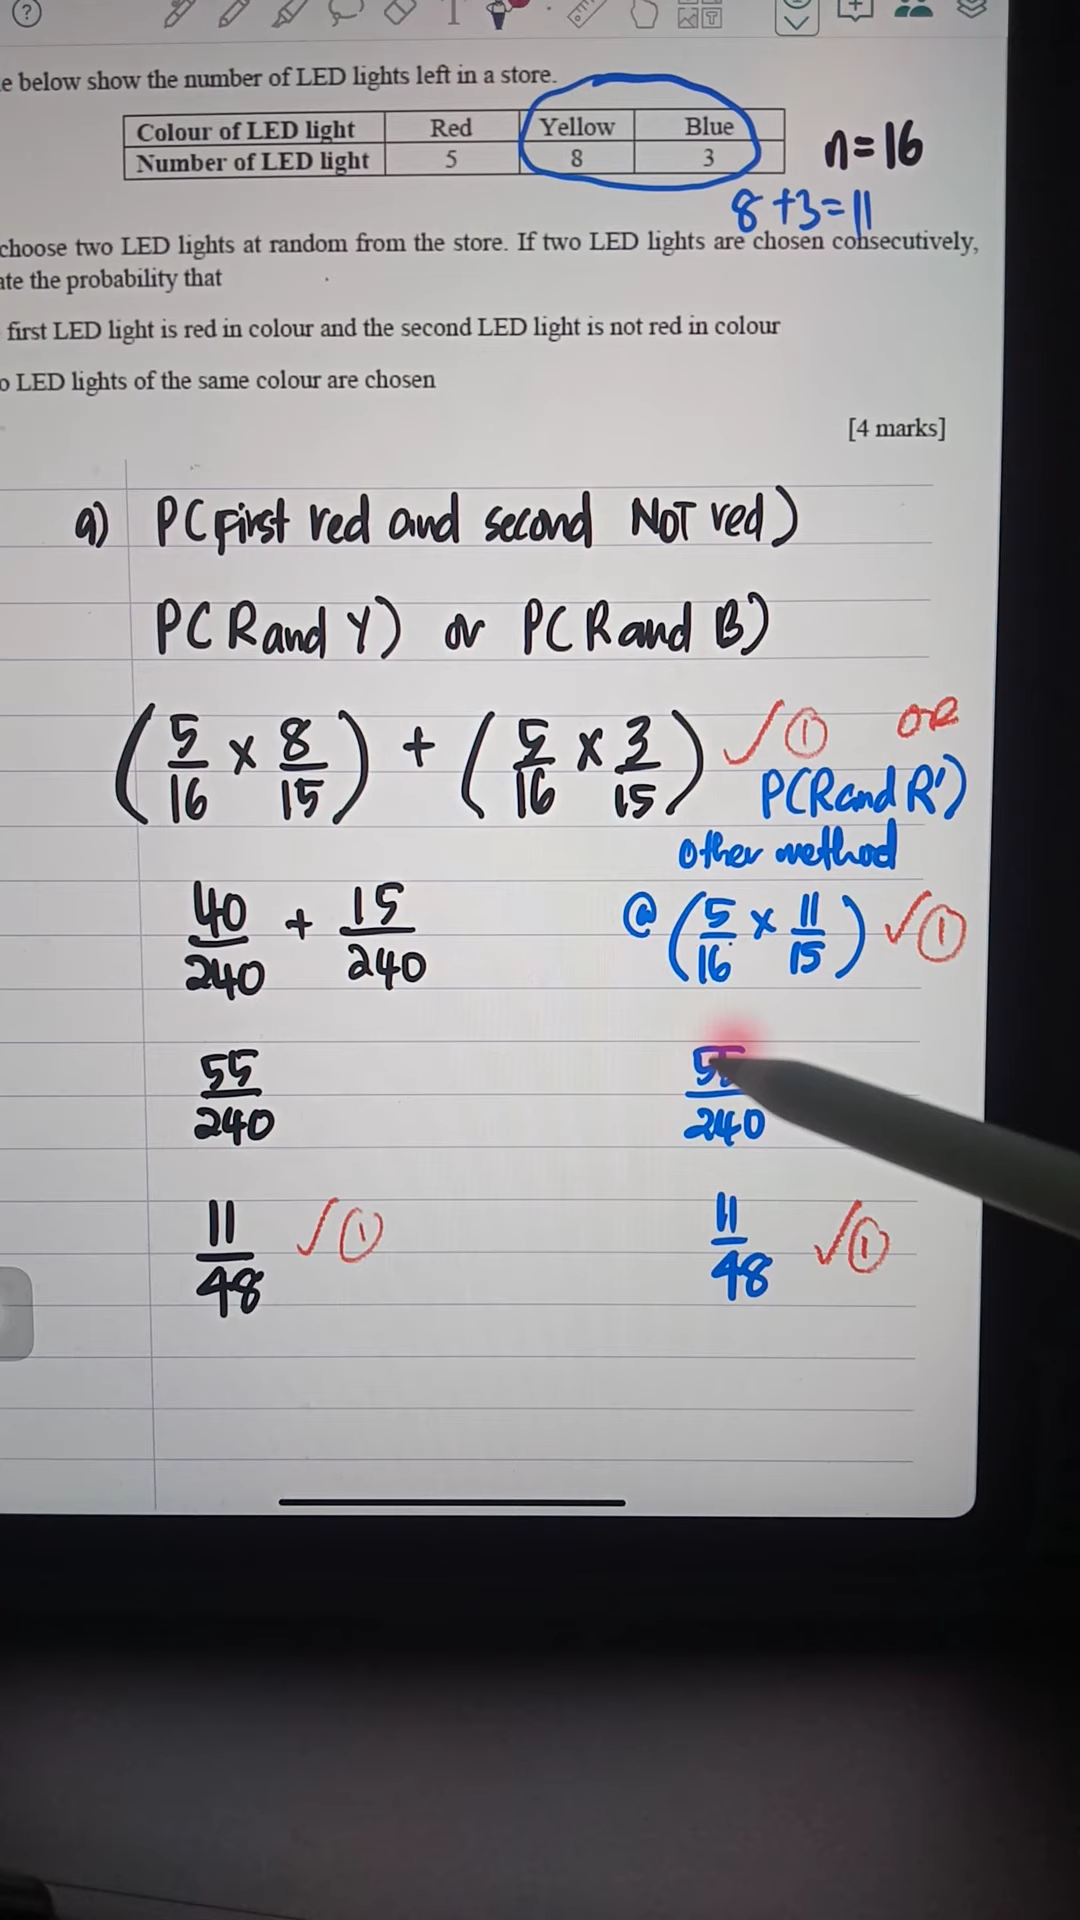 e below show the number of LED lights left in a store.
Colour of LED light Red Yellow Blue
Number of LED light 5 8 3
n=16
8+3=11
choose two LED lights at random from the store. If two LED lights are chosen consecutively,
ate the probability that
first LED light is red in colour and the second LED light is not red in colour
o LED lights of the same colour are chosen
[4 marks]
a) P(First red and second NOT red)
P(R and Y) or P(R and B)
(5/16 × 8/15) + (5/16 × 3/15) ✓① OR
P(R and R')
other method
40/240 + 15/240 @ (5/16 × 11/15) ✓①
55/240 55/240
11/48 ✓① 11/48 ✓①